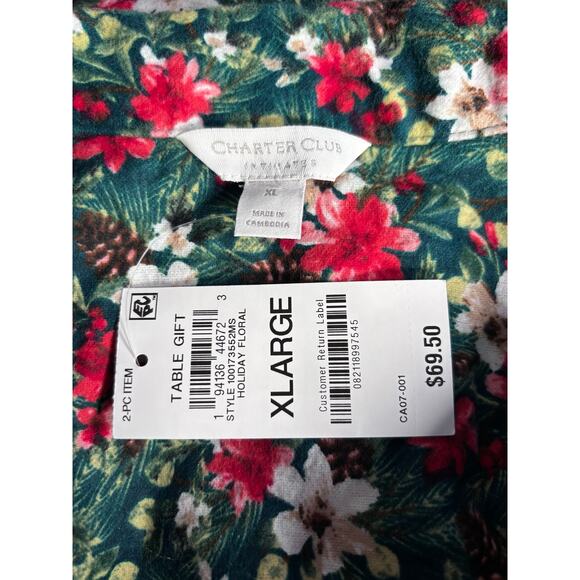 CHARTER CLUB
INTIMATES
XL
MADE IN
CAMBODIA
2-PC ITEM
TABLE GIFT
1 94136 44672 3
STYLE 100173552MS
HOLIDAY FLORAL
XLARGE
Customer Return Label
082118997545
CA07-001
$69.50